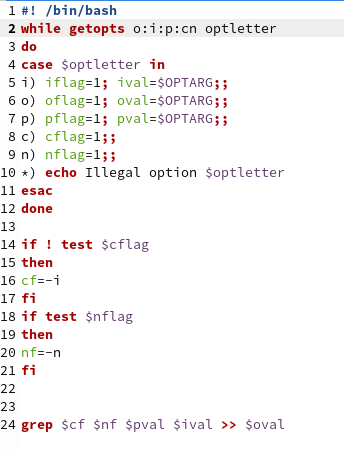 1 #! /bin/bash
2 while getopts o:i:p:cn optletter
3 do
4 case $optletter in
5 i) iflag=1; ival=$OPTARG;;
6 o) oflag=1; oval=$OPTARG;;
7 p) pflag=1; pval=$OPTARG;;
8 c) cflag=1;;
9 n) nflag=1;;
10 *) echo Illegal option $optletter
11 esac
12 done
13
14 if ! test $cflag
15 then
16 cf=-i
17 fi
18 if test $nflag
19 then
20 nf=-n
21 fi
22
23
24 grep $cf $nf $pval $ival >> $oval